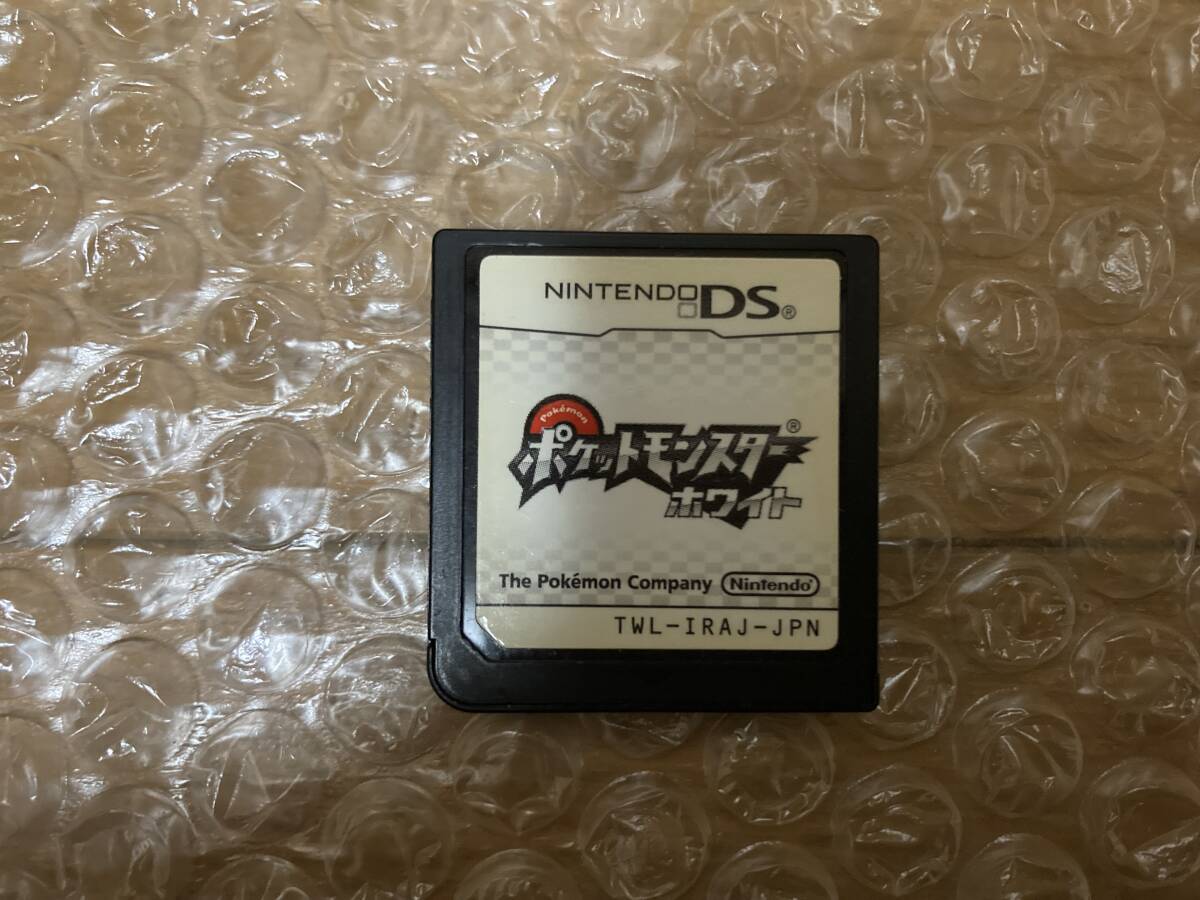 NINTENDO DS®
Pokémon
ポケットモンスター®
ホワイト
The Pokémon Company Nintendo®
TWL-IRAJ-JPN